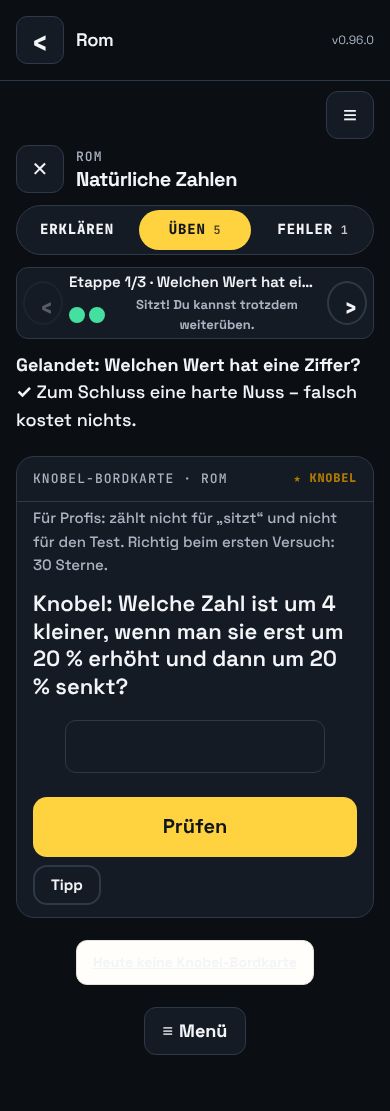 < Rom v0.96.0
≡
✕ ROM
Natürliche Zahlen
ERKLÄREN ÜBEN 5 FEHLER 1
Etappe 1/3 · Welchen Wert hat ei...
< Sitzt! Du kannst trotzdem >
weiterüben.
Gelandet: Welchen Wert hat eine Ziffer?
✓ Zum Schluss eine harte Nuss – falsch
kostet nichts.
KNOBEL-BORDKARTE · ROM ★ KNOBEL
Für Profis: zählt nicht für „sitzt“ und nicht
für den Test. Richtig beim ersten Versuch:
30 Sterne.
Knobel: Welche Zahl ist um 4
kleiner, wenn man sie erst um
20 % erhöht und dann um 20
% senkt?
Prüfen
Tipp
Heute keine Knobel-Bordkarte
≡ Menü